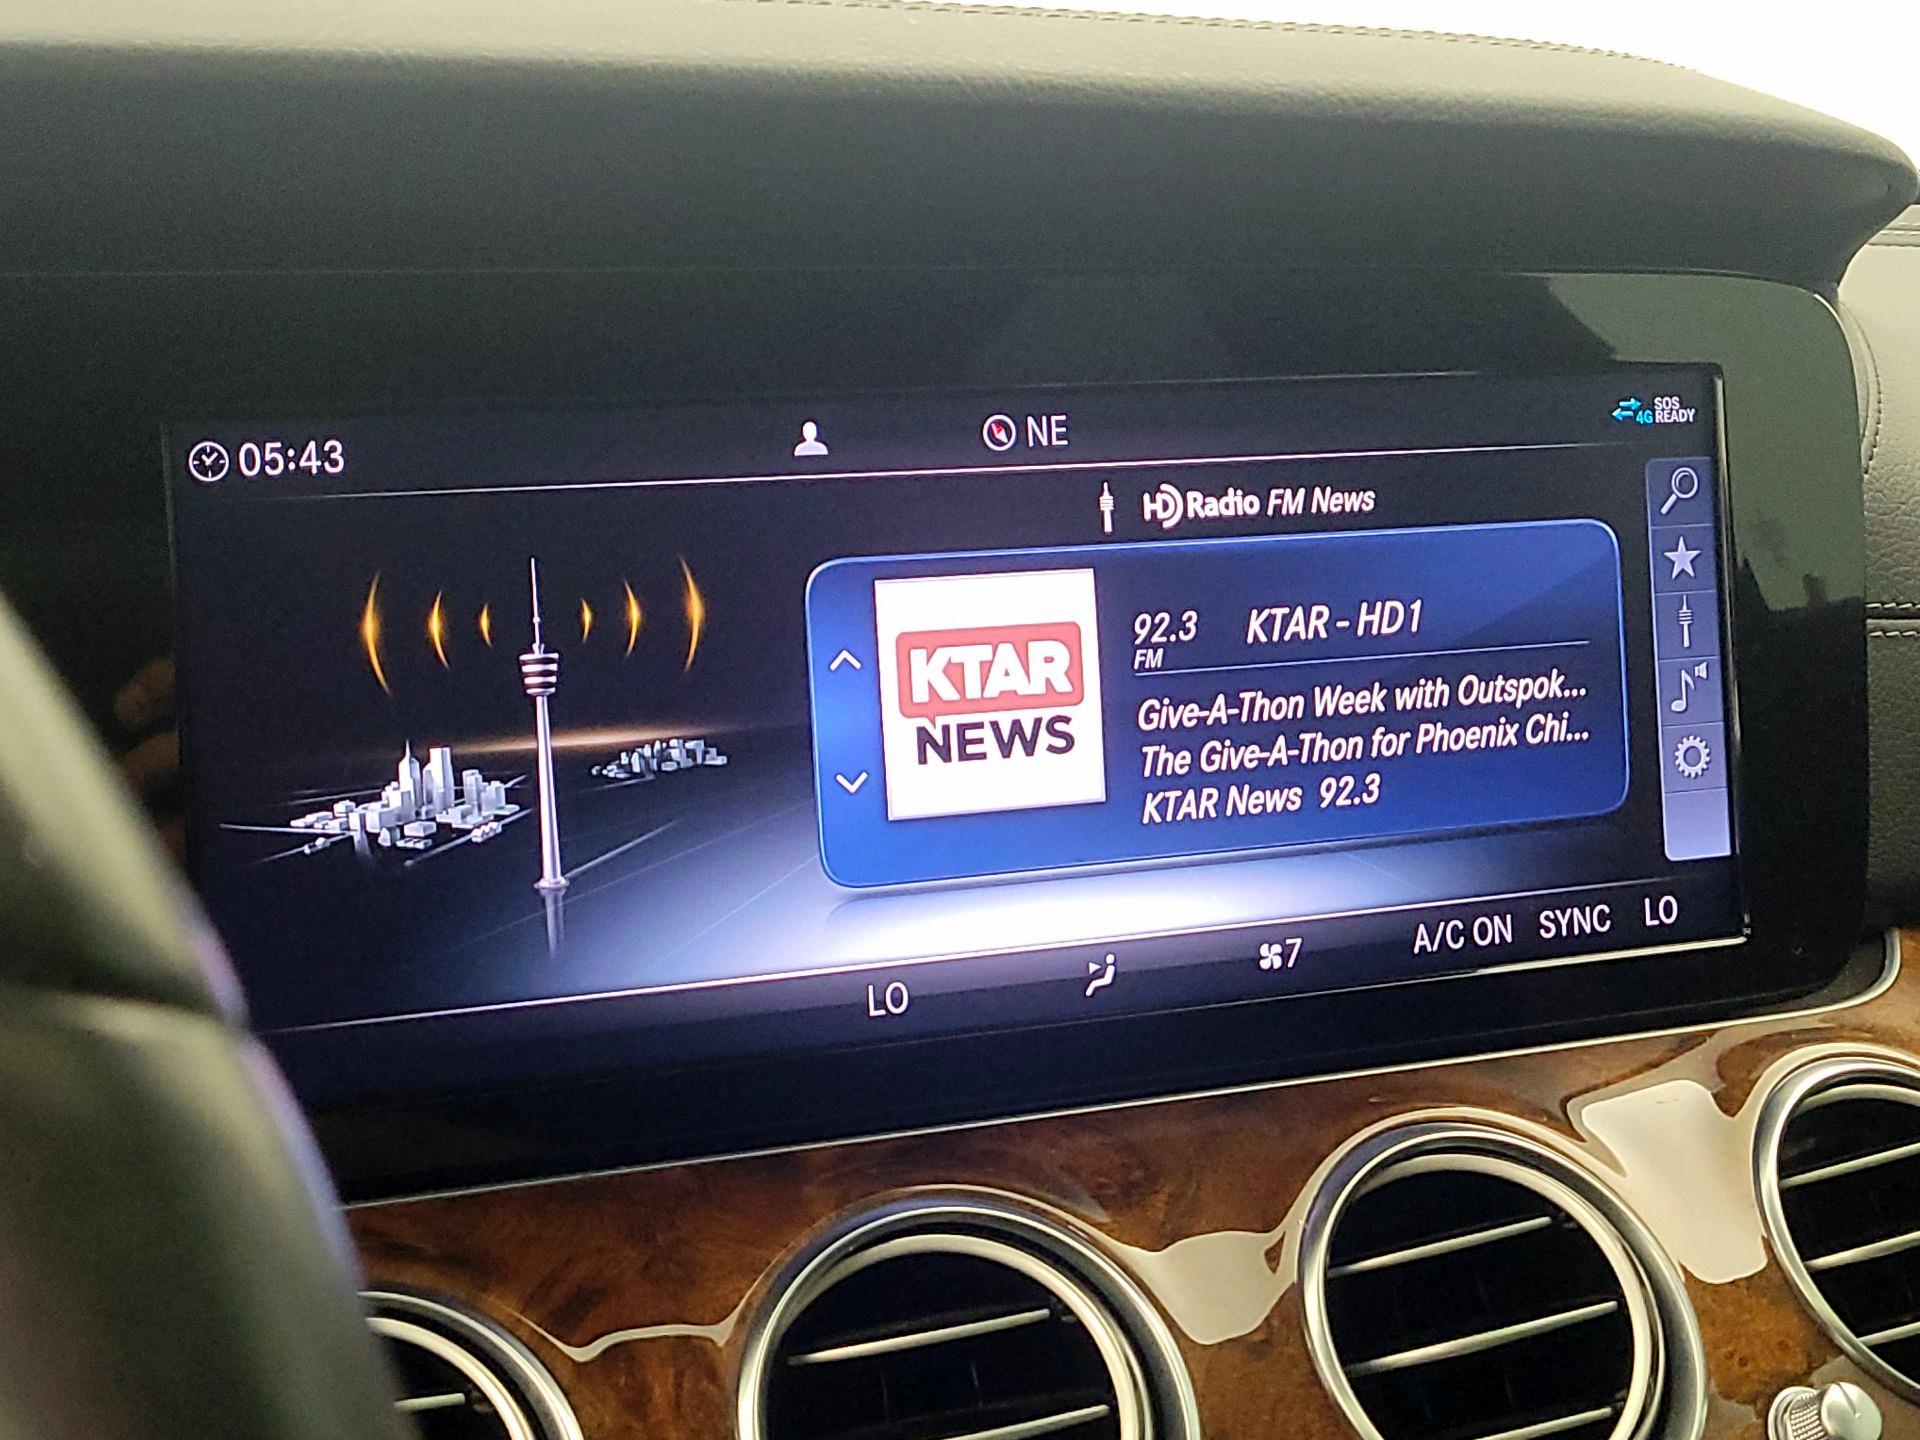 05:43
NE
4G SOS READY
HD Radio FM News
KTAR NEWS
92.3 FM KTAR - HD1
Give-A-Thon Week with Outspok...
The Give-A-Thon for Phoenix Chi...
KTAR News 92.3
LO
7
A/C ON SYNC LO